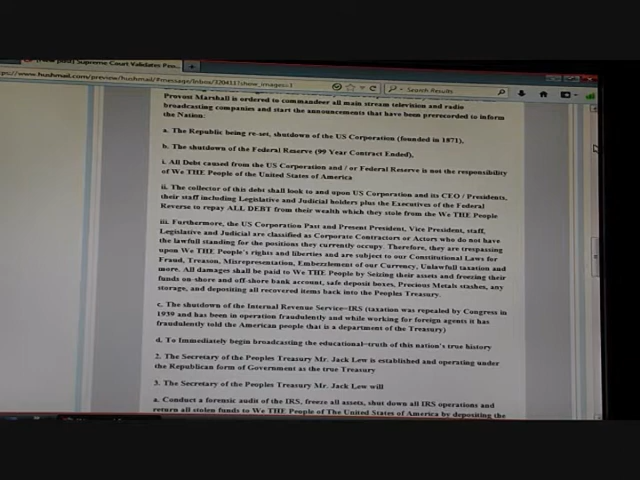 [New post] Supreme Court Validates Pres...
https://www.hushmail.com/preview/hushmail/#message/Inbox/320411?show_images=1
Search Results
Provost Marshall is ordered to commandeer all main stream television and radio
broadcasting companies and start the announcements that have been prerecorded to inform
the Nation:
a. The Republic being re-set, shutdown of the US Corporation (founded in 1871),
b. The shutdown of the Federal Reserve (99 Year Contract Ended),
i. All Debt caused from the US Corporation and / or Federal Reserve is not the responsibility
of We THE People of the United States of America
ii. The collector of this debt shall look to and upon US Corporation and its CEO / Presidents,
their staff including Legislative and Judicial holders plus the Executives of the Federal
Reverse to repay ALL DEBT from their wealth which they stole from the We THE People
iii. Furthermore, the US Corporation Past and Present President, Vice President, staff,
Legislative and Judicial are classified as Corporate Contractors or Actors who do not have
the lawful standing for the positions they currently occupy. Therefore, they are trespassing
upon We THE People's rights and liberties and are subject to our Constitutional Laws for
Fraud, Treason, Misrepresentation, Embezzlement of our Currency, Unlawful taxation and
more. All damages shall be paid to We THE People by Seizing their assets and freezing their
funds on-shore and off-shore bank account, safe deposit boxes, Precious Metals stashes, any
storage, and depositing all recovered items back into the Peoples Treasury.
c. The shutdown of the Internal Revenue Service–IRS (taxation was repealed by Congress in
1939 and has been in operation fraudulently and while working for foreign agents it has
fraudulently told the American people that is a department of the Treasury)
d. To Immediately begin broadcasting the educational–truth of this nation's true history
2. The Secretary of the Peoples Treasury Mr. Jack Lew is established and operating under
the Republican form of Government as the true Treasury
3. The Secretary of the Peoples Treasury Mr. Jack Lew will
a. Conduct a forensic audit of the IRS, freeze all assets, shut down all IRS operations and
return all stolen funds to We THE People of The United States of America by depositing the